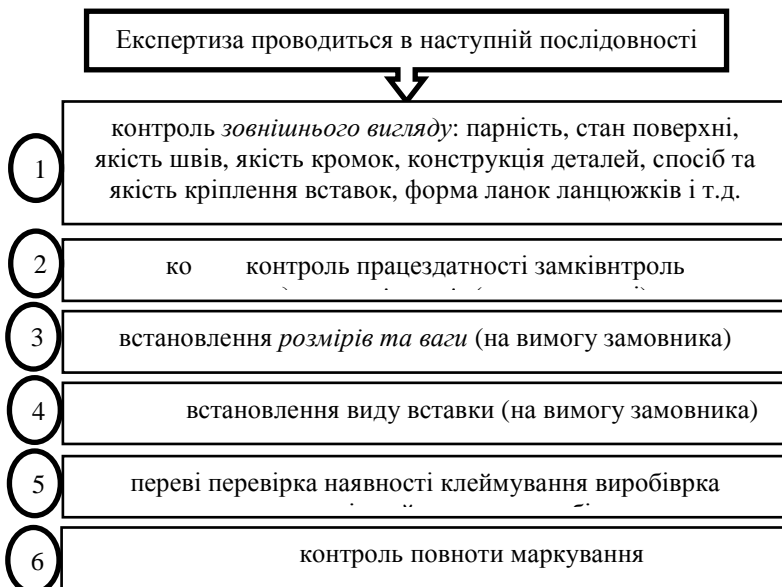 Експертиза проводиться в наступній послідовності
1
контроль зовнішнього вигляду: парність, стан поверхні,
якість швів, якість кромок, конструкція деталей, спосіб та
якість кріплення вставок, форма ланок ланцюжків і т.д.
2
ко контроль працездатності замківнтроль
3
встановлення розмірів та ваги (на вимогу замовника)
4
встановлення виду вставки (на вимогу замовника)
5
переві перевірка наявності клеймування виробіврка
6
контроль повноти маркування